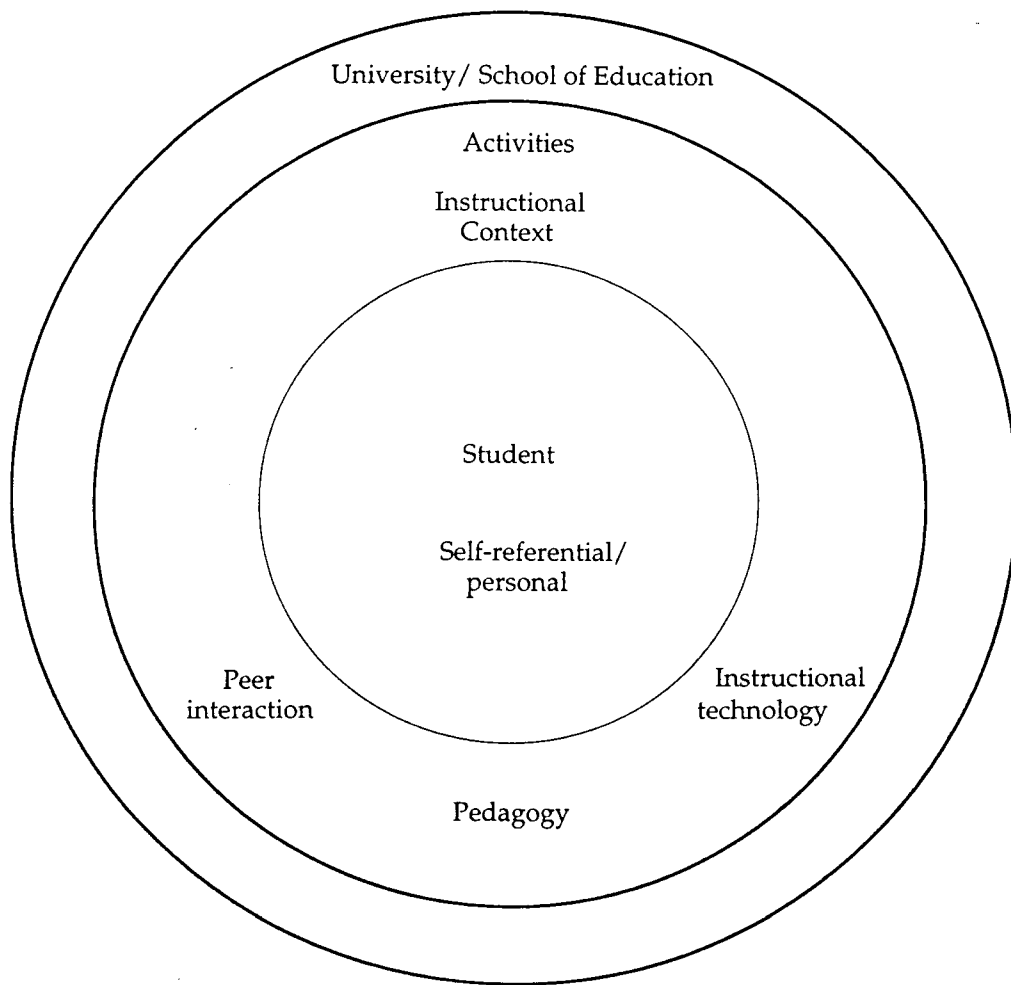 University/ School of Education
Activities
Instructional
Context
Student
Self-referential/
personal
Peer
interaction
Instructional
technology
Pedagogy